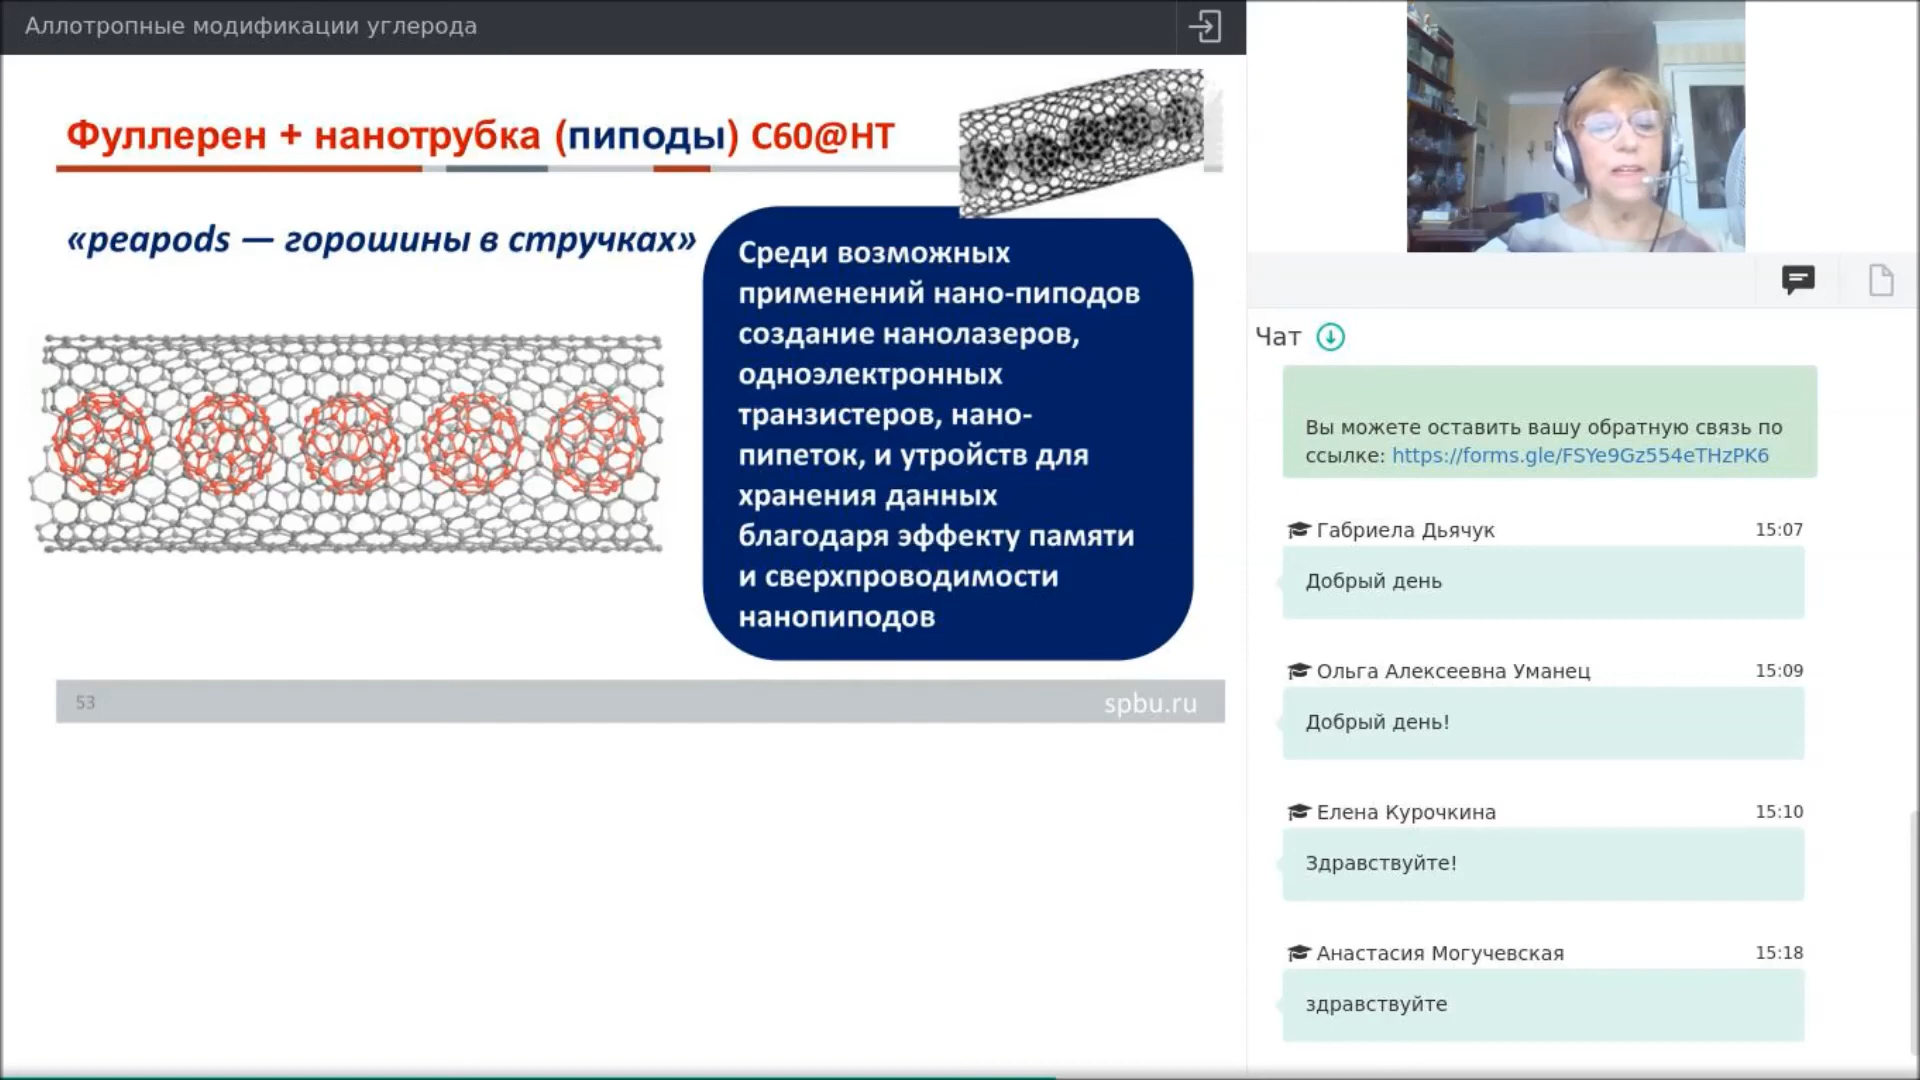 Аллотропные модификации углерода
Фуллерен + нанотрубка (пиподы) C60@НТ
«peapods — горошины в стручках»
Среди возможных
применений нано-пиподов
создание нанолазеров,
одноэлектронных
транзистеров, нано-
пипеток, и утройств для
хранения данных
благодаря эффекту памяти
и сверхпроводимости
нанопиподов
53
spbu.ru
Чат
Вы можете оставить вашу обратную связь по
ссылке: https://forms.gle/FSYe9Gz554eTHzPK6
Габриела Дьячук 15:07
Добрый день
Ольга Алексеевна Уманец 15:09
Добрый день!
Елена Курочкина 15:10
Здравствуйте!
Анастасия Могучевская 15:18
здравствуйте